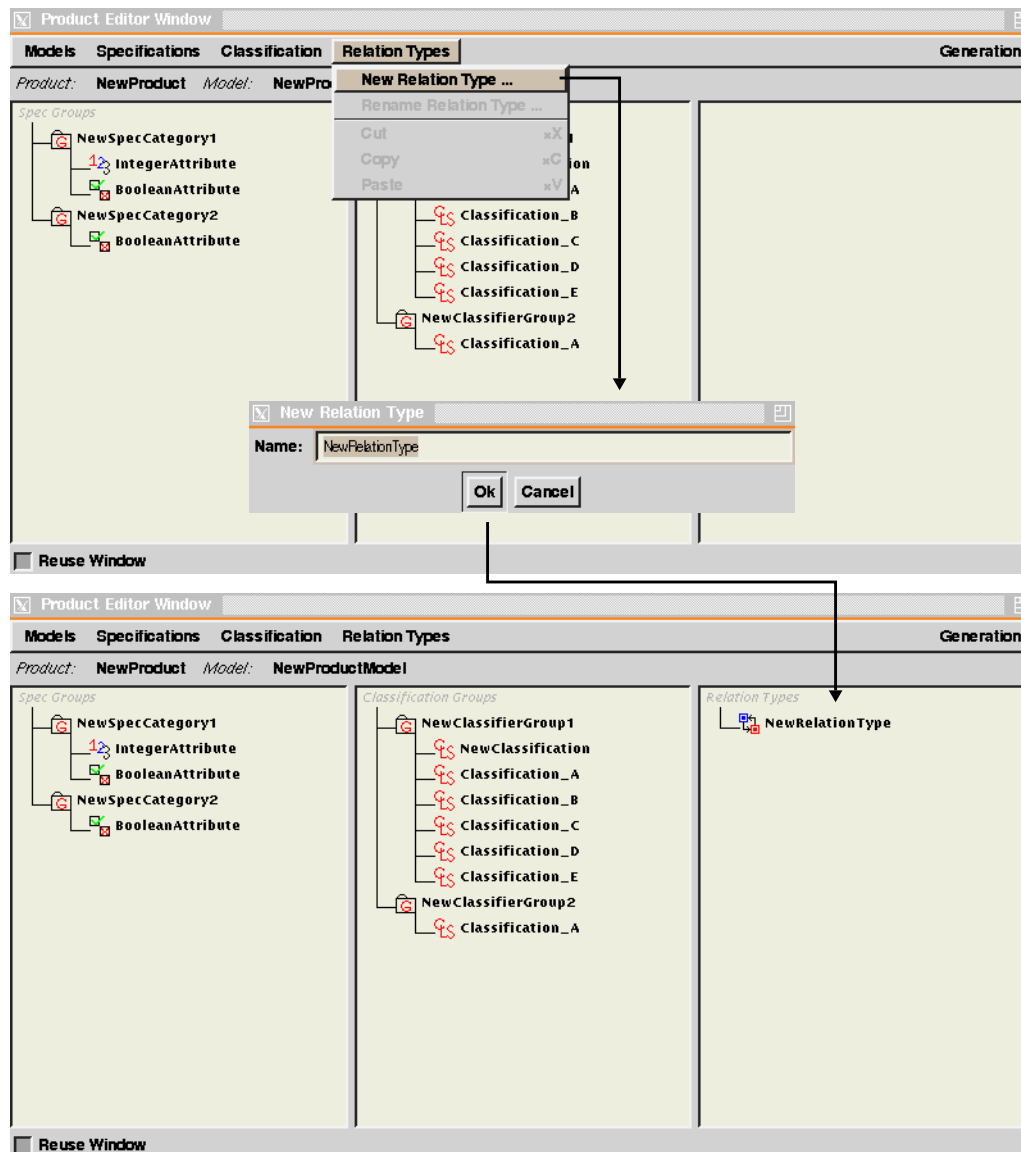 Product Editor Window
Models Specifications Classification Relation Types Generation
Product: NewProduct Model: NewPro
New Relation Type ...
Rename Relation Type ...
Cut ×X
Copy ×C
Paste ×V
Spec Groups
NewSpecCategory1
IntegerAttribute
BooleanAttribute
NewSpecCategory2
BooleanAttribute
1
ion
A
Classification_B
Classification_C
Classification_D
Classification_E
NewClassifierGroup2
Classification_A
New Relation Type
Name: NewRelationType
Ok Cancel
Reuse Window
Product Editor Window
Models Specifications Classification Relation Types Generation
Product: NewProduct Model: NewProductModel
Spec Groups
NewSpecCategory1
IntegerAttribute
BooleanAttribute
NewSpecCategory2
BooleanAttribute
Classification Groups
NewClassifierGroup1
NewClassification
Classification_A
Classification_B
Classification_C
Classification_D
Classification_E
NewClassifierGroup2
Classification_A
Relation Types
NewRelationType
Reuse Window